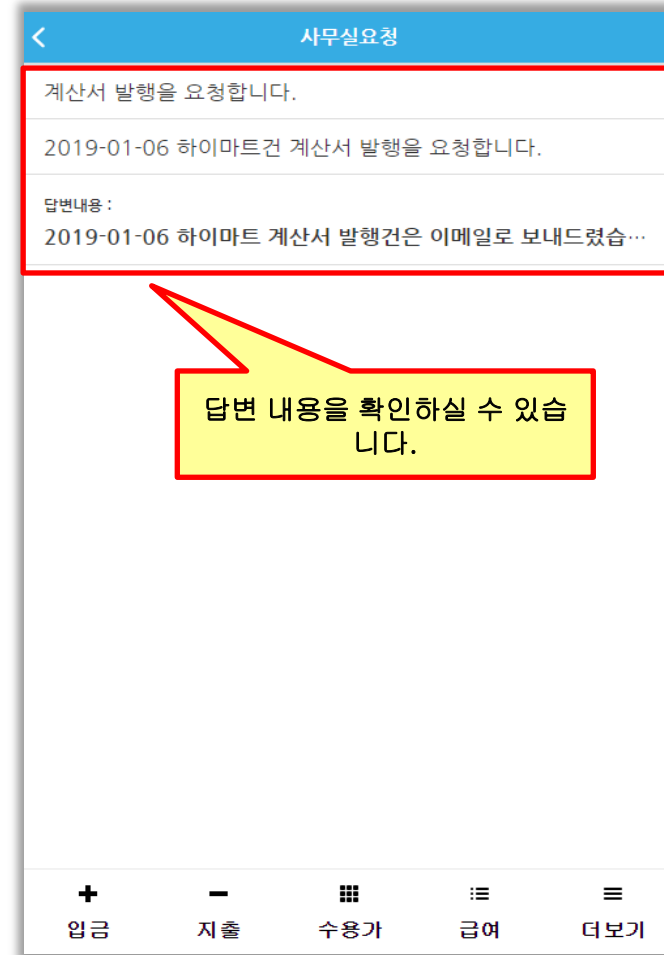 사무실요청
계산서 발행을 요청합니다.
2019-01-06 하이마트건 계산서 발행을 요청합니다.
답변내용 :
2019-01-06 하이마트 계산서 발행건은 이메일로 보내드렸습…
답변 내용을 확인하실 수 있습
니다.
입금 지출 수용가 급여 더보기